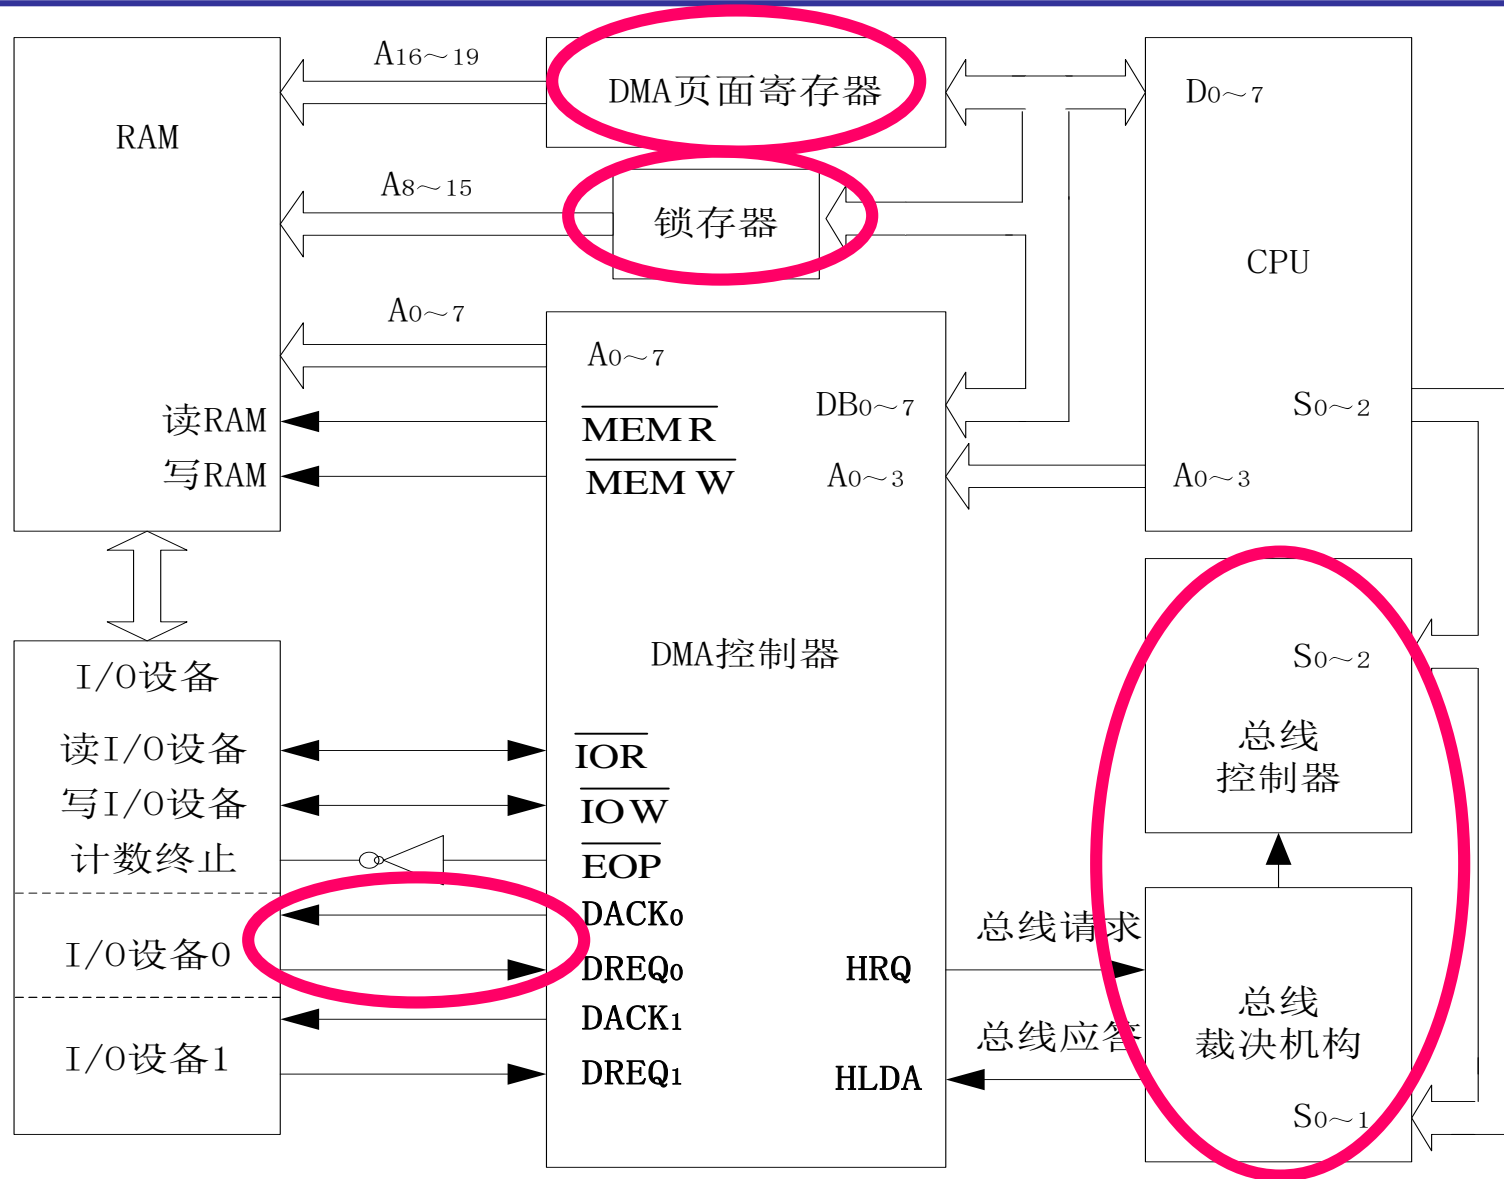 A16～19
DMA页面寄存器
D0～7
RAM
A8～15
锁存器
CPU
A0～7
A0～7
DB0～7
S0～2
读RAM
MEMR
写RAM
MEMW
A0～3
A0～3
DMA控制器
S0～2
I/O设备
总线
控制器
读I/O设备
IOR
写I/O设备
IOW
计数终止
EOP
DACK0
总线请求
I/O设备0
DREQ0
HRQ
DACK1
总线应答
总线
裁决机构
I/O设备1
DREQ1
HLDA
S0～1